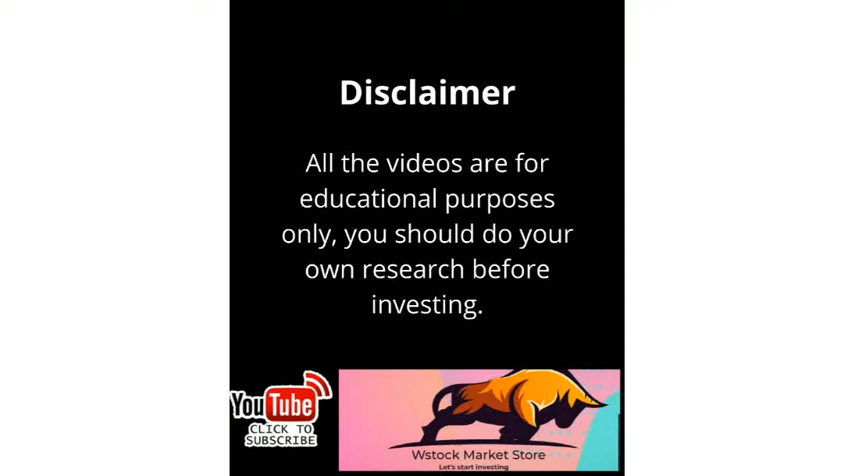 Disclaimer
All the videos are for
educational purposes
only, you should do your
own research before
investing.
YouTube
CLICK TO
SUBSCRIBE
Wstock Market Store
Let's start investing